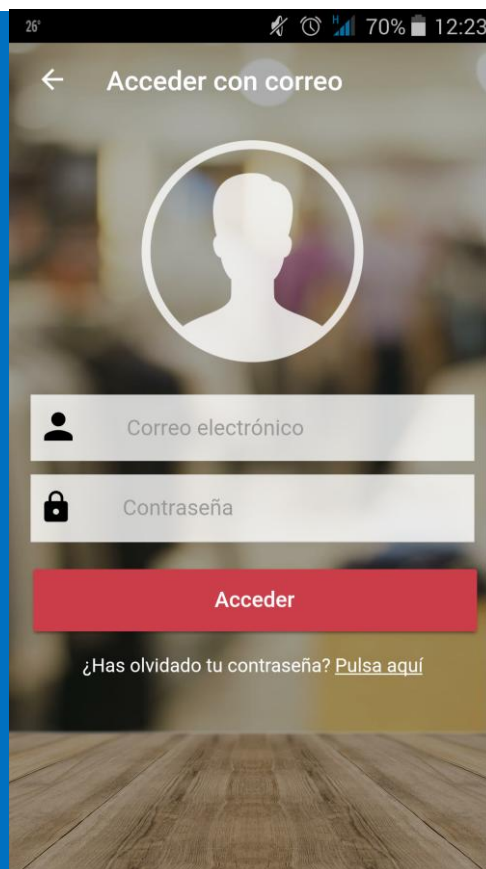 26°
H
70%
12:23
Acceder con correo
Correo electrónico
Contraseña
Acceder
¿Has olvidado tu contraseña? Pulsa aquí